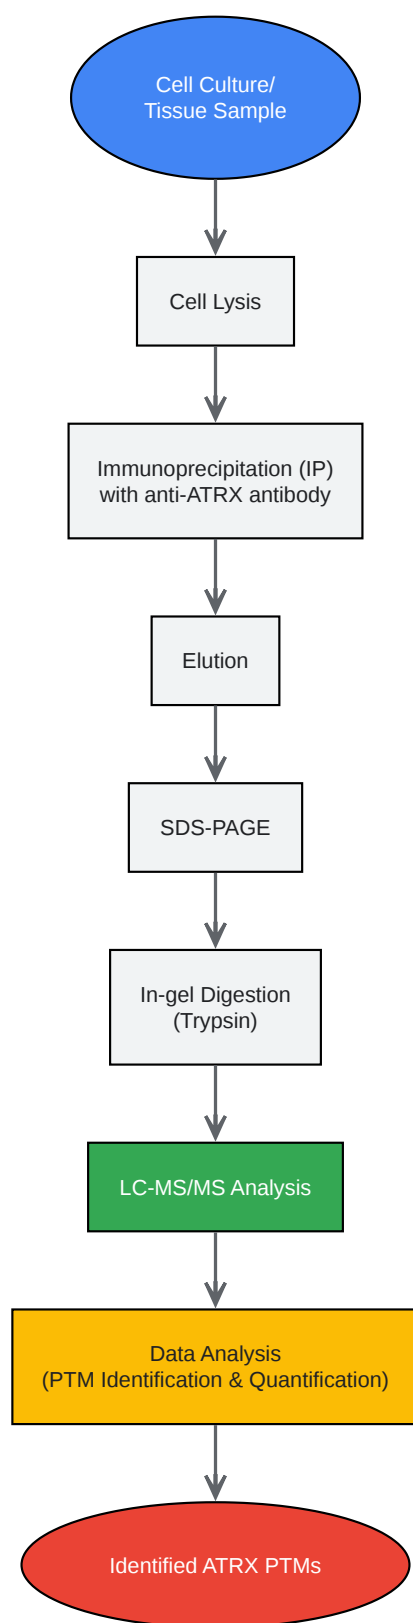 Cell Culture/
Tissue Sample
Cell Lysis
Immunoprecipitation (IP)
with anti-ATRX antibody
Elution
SDS-PAGE
In-gel Digestion
(Trypsin)
LC-MS/MS Analysis
Data Analysis
(PTM Identification & Quantification)
Identified ATRX PTMs